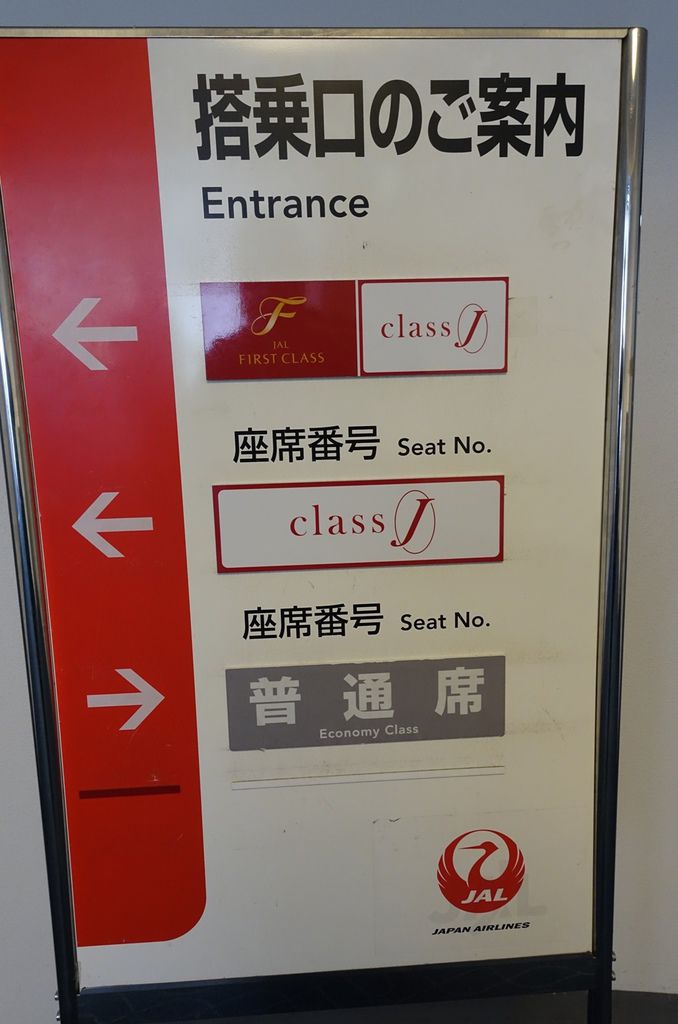 搭乗口のご案内
Entrance
F
JAL
FIRST CLASS
class J
座席番号 Seat No.
class J
座席番号 Seat No.
普通席
Economy Class
JAL
JAPAN AIRLINES